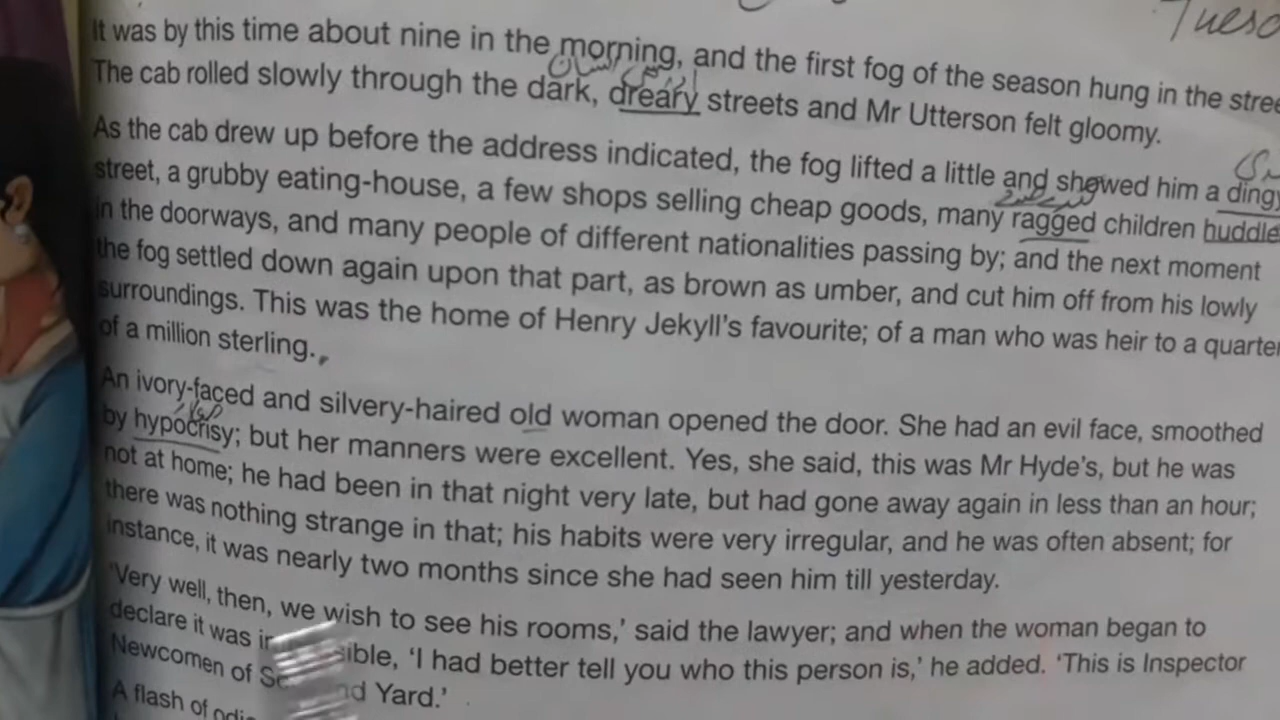 It was by this time about nine in the morning, and the first fog of the season hung in the
The cab rolled slowly through the dark, dreary streets and Mr Utterson felt gloomy.
As the cab drew up before the address indicated, the fog lifted a little and showed him a dingy
street, a grubby eating-house, a few shops selling cheap goods, many ragged children huddle
in the doorways, and many people of different nationalities passing by; and the next moment
the fog settled down again upon that part, as brown as umber, and cut him off from his lowly
surroundings. This was the home of Henry Jekyll's favourite; of a man who was heir to a quarter
of a million sterling.
An ivory-faced and silvery-haired old woman opened the door. She had an evil face, smoothed
by hypocrisy; but her manners were excellent. Yes, she said, this was Mr Hyde's, but he was
not at home; he had been in that night very late, but had gone away again in less than an hour;
there was nothing strange in that; his habits were very irregular, and he was often absent; for
instance, it was nearly two months since she had seen him till yesterday.
'Very well, then, we wish to see his rooms,' said the lawyer; and when the woman began to
declare it was 'I had better tell you who this person is,' he added. 'This is Inspector
Newcomen of Yard.'
A flash of